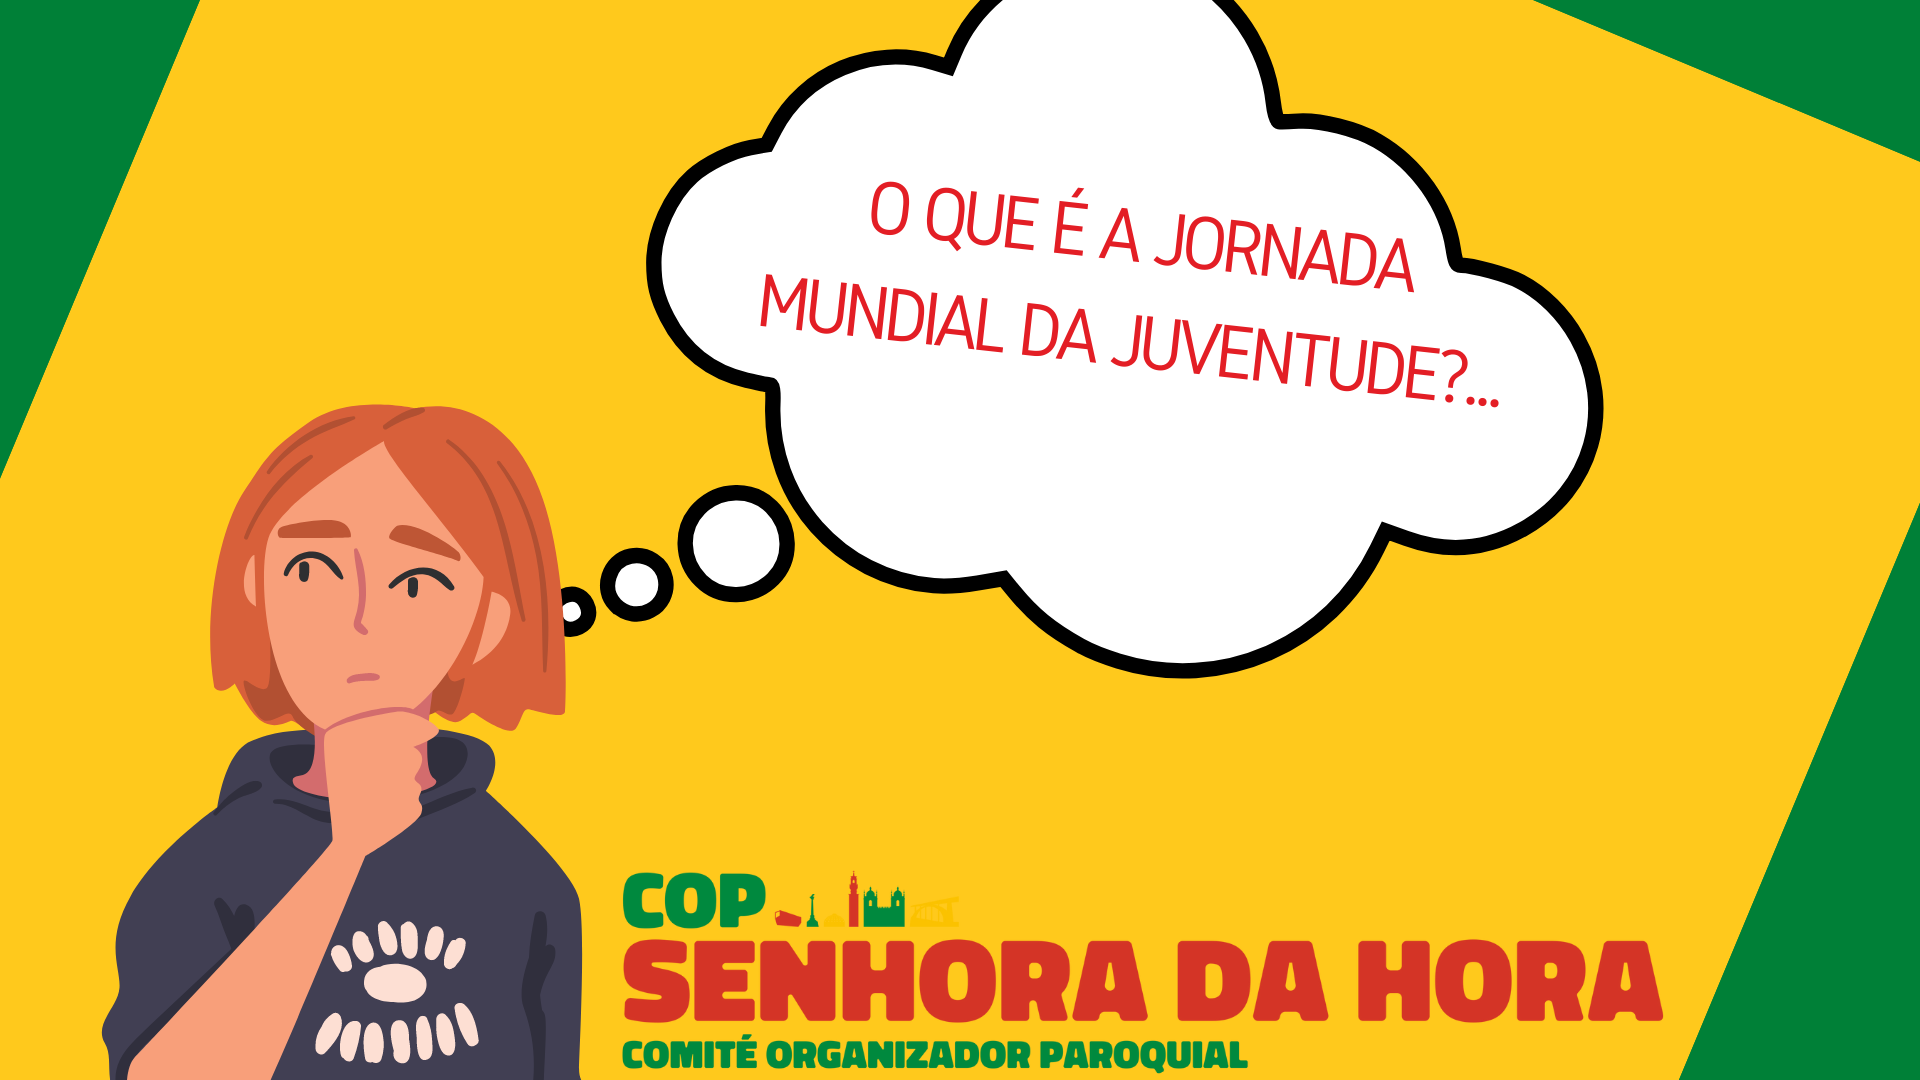 O QUE É A JORNADA
MUNDIAL DA JUVENTUDE?...
COP
SENHORA DA HORA
COMITÉ ORGANIZADOR PAROQUIAL